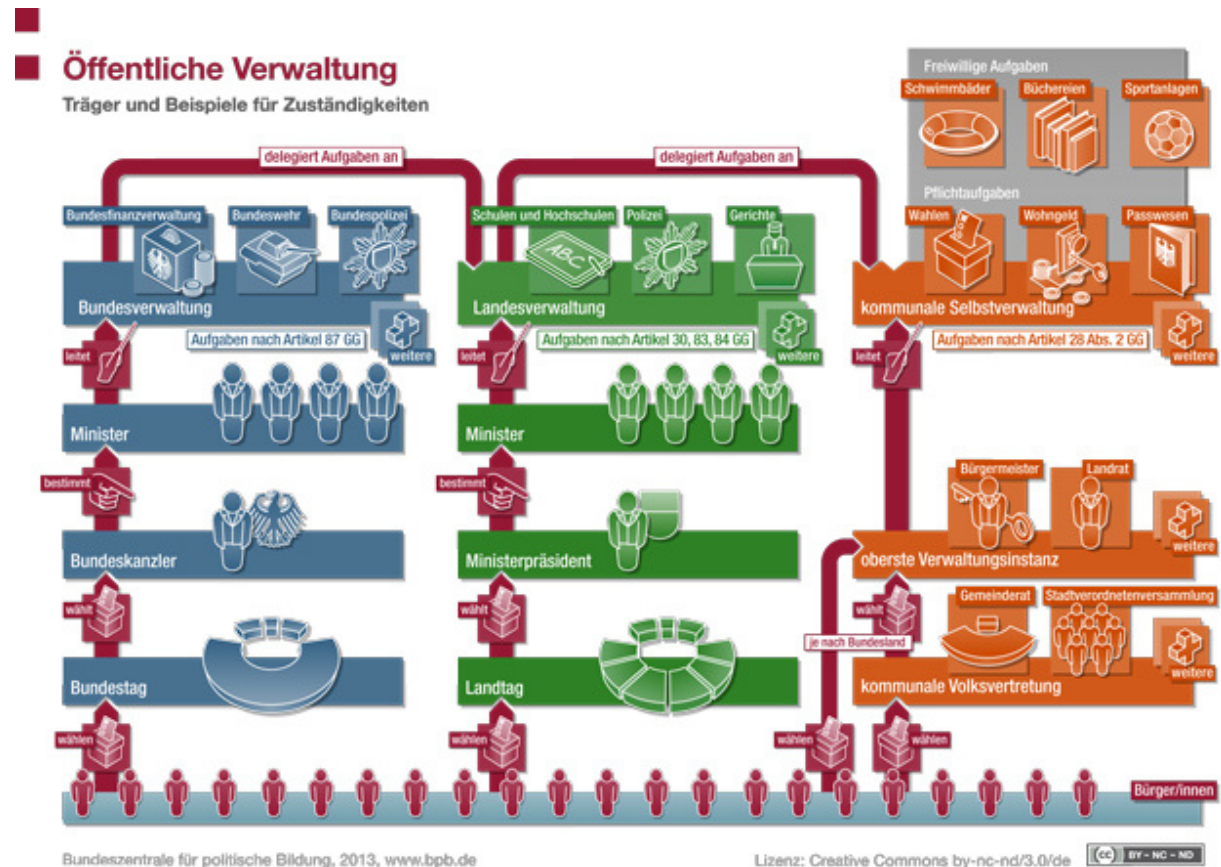 Öffentliche Verwaltung
Träger und Beispiele für Zuständigkeiten
delegiert Aufgaben an
Bundesfinanzverwaltung
Bundeswehr
Bundespolizei
Bundesverwaltung
Aufgaben nach Artikel 87 GG
weitere
leitet
Minister
bestimmt
Bundeskanzler
wählt
Bundestag
wählen
delegiert Aufgaben an
Schulen und Hochschulen
ABC
Polizei
Gerichte
Landesverwaltung
Aufgaben nach Artikel 30, 83, 84 GG
weitere
leitet
Minister
bestimmt
Ministerpräsident
wählt
Landtag
wählen
Freiwillige Aufgaben
Schwimmbäder
Büchereien
Sportanlagen
Pflichtaufgaben
Wahlen
Wohngeld
Passwesen
kommunale Selbstverwaltung
Aufgaben nach Artikel 28 Abs. 2 GG
weitere
leitet
Bürgermeister
Landrat
weitere
oberste Verwaltungsinstanz
wählt
Gemeinderat
Stadtverordnetenversammlung
je nach Bundesland
weitere
kommunale Volksvertretung
wählen
wählen
Bürger/innen
Bundeszentrale für politische Bildung, 2013, www.bpb.de
Lizenz: Creative Commons by-nc-nd/3.0/de
cc BY - NC - ND